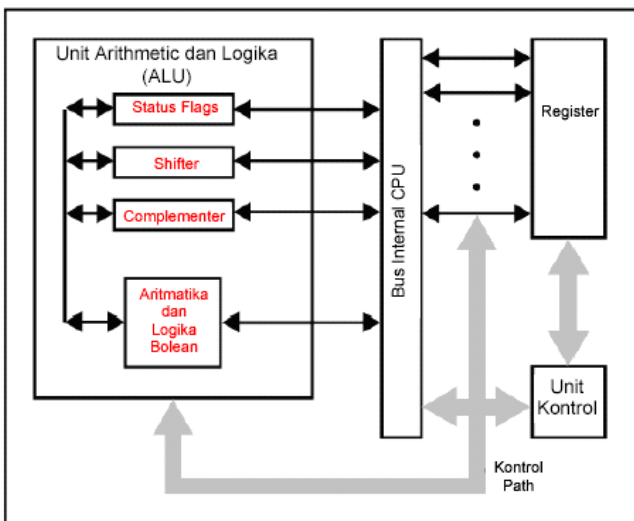 Unit Arithmetic dan Logika
(ALU)
Status Flags
Shifter
Complementer
Aritmatika
dan
Logika
Bolean
Bus Internal CPU
Register
Unit
Kontrol
Kontrol
Path